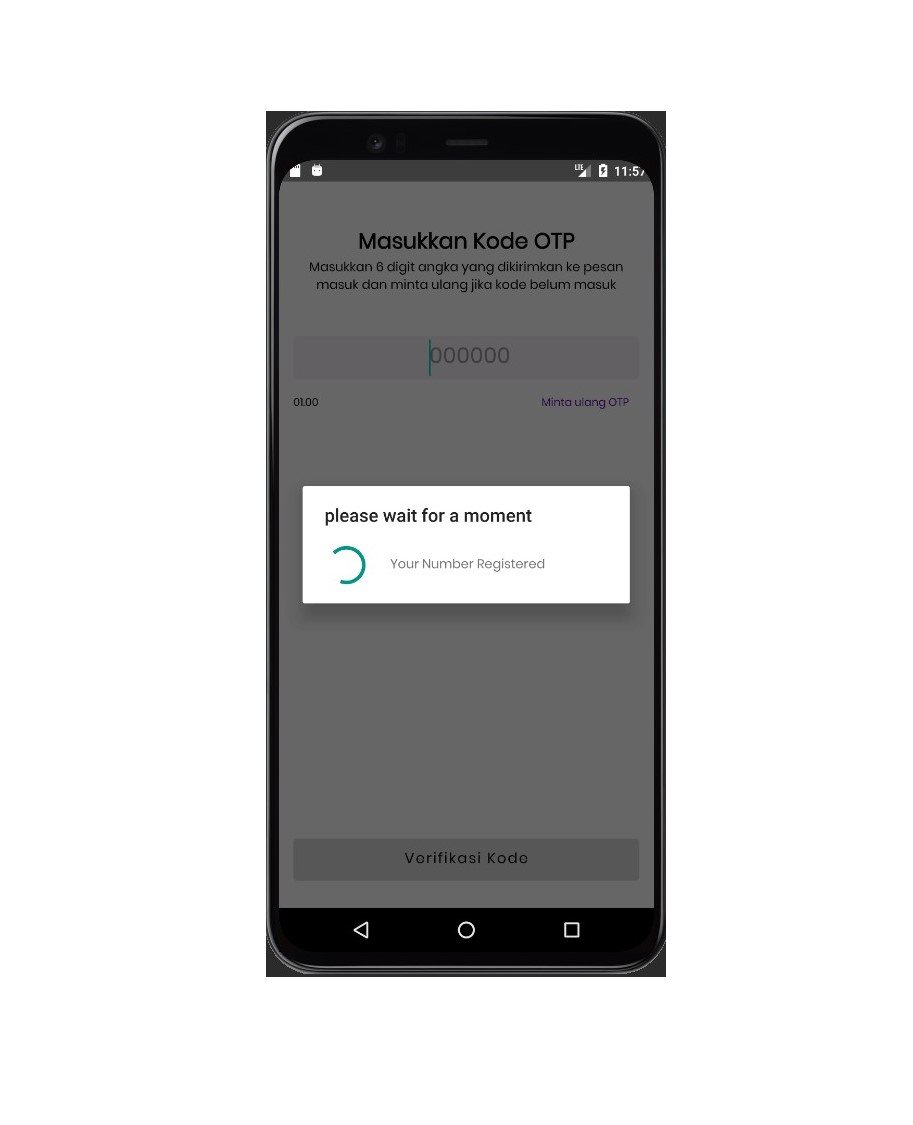 LTE 11:57
Masukkan Kode OTP
Masukkan 6 digit angka yang dikirimkan ke pesan
masuk dan minta ulang jika kode belum masuk
000000
01.00 Minta ulang OTP
please wait for a moment
Your Number Registered
Verifikasi Kode